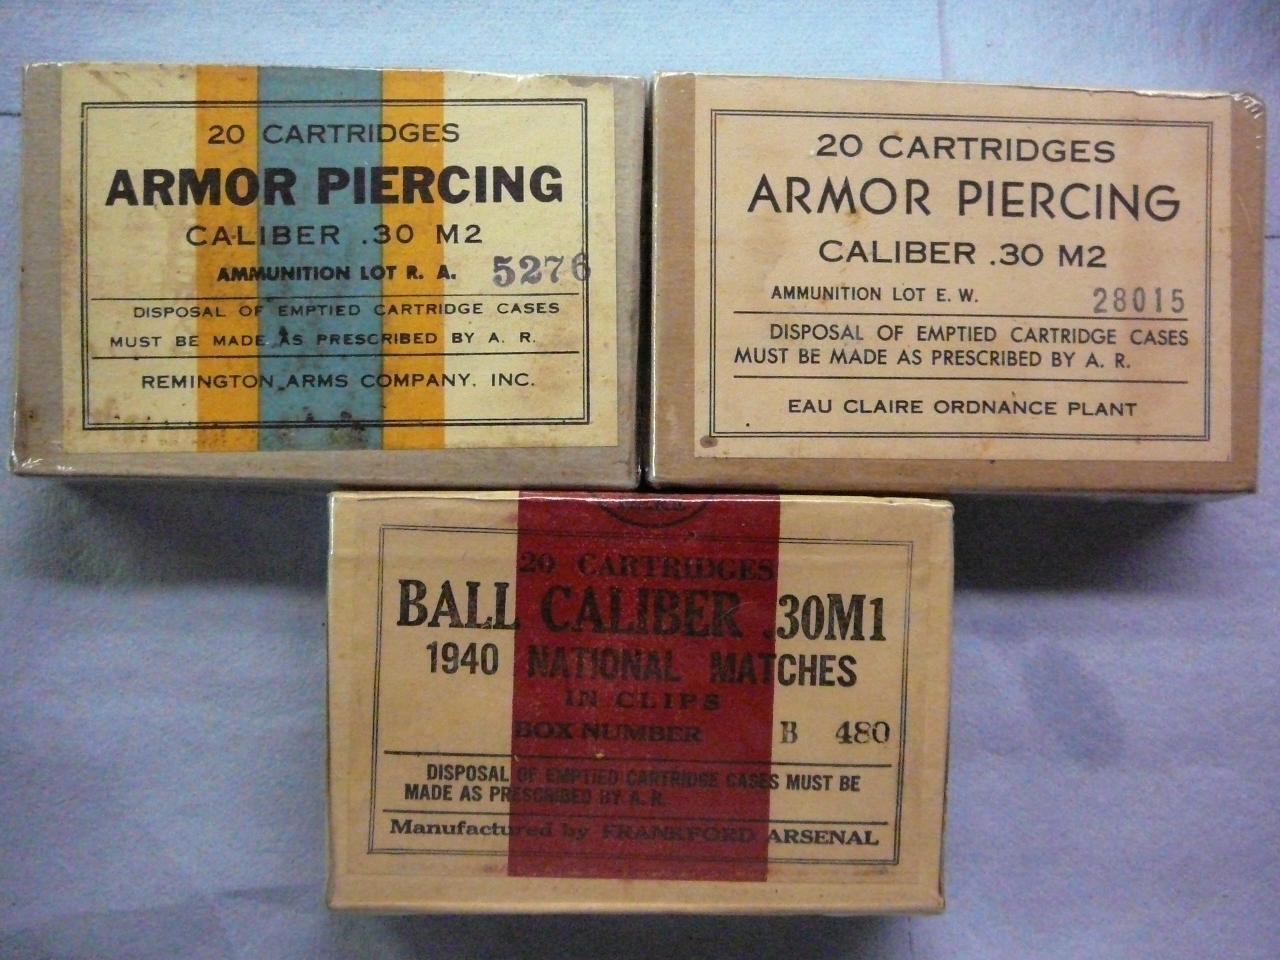 20 CARTRIDGES
ARMOR PIERCING
CALIBER .30 M2
AMMUNITION LOT R. A. 5276
DISPOSAL OF EMPTIED CARTRIDGE CASES
MUST BE MADE AS PRESCRIBED BY A. R.
REMINGTON ARMS COMPANY, INC.
20 CARTRIDGES
ARMOR PIERCING
CALIBER .30 M2
AMMUNITION LOT E. W. 28015
DISPOSAL OF EMPTIED CARTRIDGE CASES
MUST BE MADE AS PRESCRIBED BY A. R.
EAU CLAIRE ORDNANCE PLANT
20 CARTRIDGES
BALL CALIBER .30M1
1940 NATIONAL MATCHES
IN CLIPS
BOX NUMBER B 480
DISPOSAL OF EMPTIED CARTRIDGE CASES MUST BE
MADE AS PRESCRIBED BY A. R.
Manufactured by FRANKFORD ARSENAL